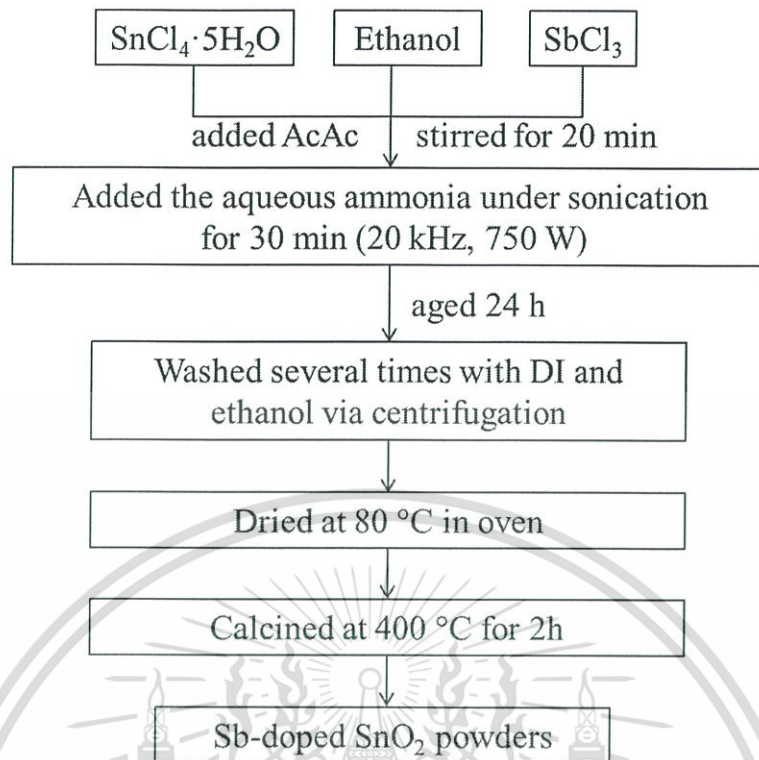 SnCl₄·5H₂O
Ethanol
SbCl₃
added AcAc
stirred for 20 min
Added the aqueous ammonia under sonication
for 30 min (20 kHz, 750 W)
aged 24 h
Washed several times with DI and
ethanol via centrifugation
Dried at 80 °C in oven
Calcined at 400 °C for 2h
Sb-doped SnO₂ powders